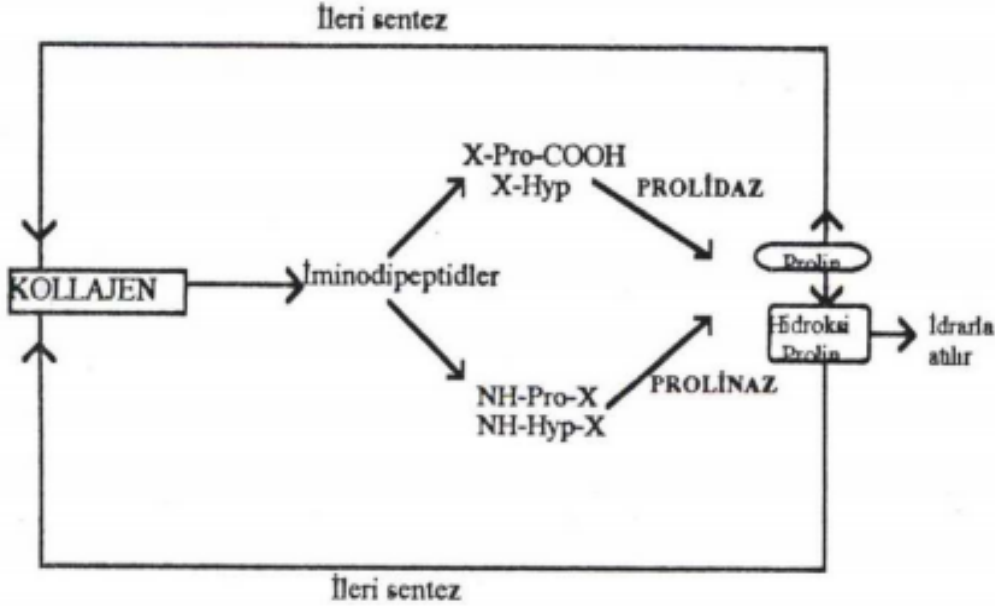 İleri sentez
X-Pro-COOH
X-Hyp
PROLİDAZ
Prolin
KOLLAJEN
İminodipeptidler
Hidroksi
Prolin
İdrarla
atılır
NH-Pro-X
NH-Hyp-X
PROLİNAZ
İleri sentez